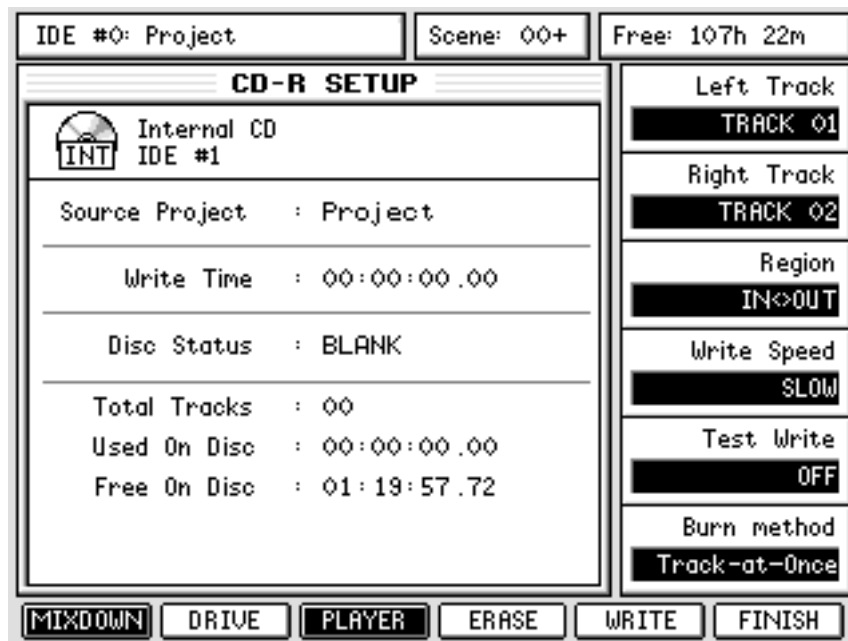 IDE #0: Project
Scene: 00+
Free: 107h 22m
CD-R SETUP
Internal CD
INT
IDE #1
Source Project : Project
Write Time : 00:00:00.00
Disc Status : BLANK
Total Tracks : 00
Used On Disc : 00:00:00.00
Free On Disc : 01:19:57.72
Left Track
TRACK 01
Right Track
TRACK 02
Region
IN<>OUT
Write Speed
SLOW
Test Write
OFF
Burn method
Track-at-Once
MIXDOWN DRIVE PLAYER ERASE WRITE FINISH